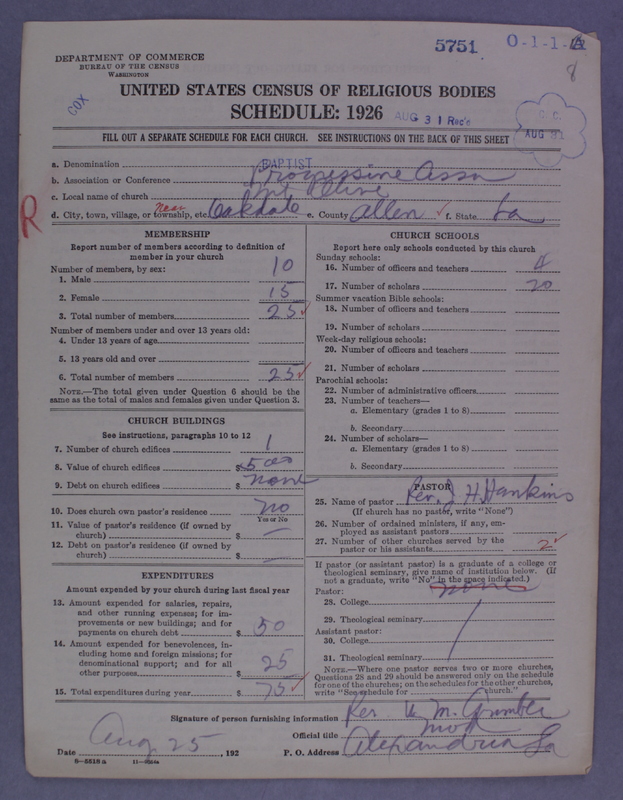 5751 O-1-1-
8
DEPARTMENT OF COMMERCE
BUREAU OF THE CENSUS
WASHINGTON
COX
UNITED STATES CENSUS OF RELIGIOUS BODIES
SCHEDULE: 1926
AUG 31 Rec'd
C. C.
AUG 31
FILL OUT A SEPARATE SCHEDULE FOR EACH CHURCH. SEE INSTRUCTIONS ON THE BACK OF THIS SHEET
a. Denomination BAPTIST
b. Association or Conference Progressive Assn
c. Local name of church Mt Olive
d. City, town, village, or township, etc. near Oakdale e. County Allen ✓ f. State La
R
MEMBERSHIP
Report number of members according to definition of
member in your church
Number of members, by sex:
1. Male 10
2. Female 15
3. Total number of members 25 ✓
Number of members under and over 13 years old:
4. Under 13 years of age
5. 13 years old and over
6. Total number of members 25 ✓
NOTE.—The total given under Question 6 should be the
same as the total of males and females given under Question 3.
CHURCH BUILDINGS
See instructions, paragraphs 10 to 12
7. Number of church edifices 1
8. Value of church edifices $500
9. Debt on church edifices $ none
10. Does church own pastor's residence no
Yes or No
11. Value of pastor's residence (if owned by
church) $ —
12. Debt on pastor's residence (if owned by
church) $ —
EXPENDITURES
Amount expended by your church during last fiscal year
13. Amount expended for salaries, repairs,
and other running expenses; for im-
provements or new buildings; and for
payments on church debt $ 50
14. Amount expended for benevolences, in-
cluding home and foreign missions; for
denominational support; and for all
other purposes 25
15. Total expenditures during year $ 75 ✓
CHURCH SCHOOLS
Report here only schools conducted by this church
Sunday schools:
16. Number of officers and teachers 4
17. Number of scholars 20
Summer vacation Bible schools:
18. Number of officers and teachers
19. Number of scholars
Week-day religious schools:
20. Number of officers and teachers
21. Number of scholars
Parochial schools:
22. Number of administrative officers
23. Number of teachers—
a. Elementary (grades 1 to 8)
b. Secondary
24. Number of scholars—
a. Elementary (grades 1 to 8)
b. Secondary
PASTOR
25. Name of pastor Rev. J. H. Hankins
(If church has no pastor, write "None")
26. Number of ordained ministers, if any, em-
ployed as assistant pastors
27. Number of other churches served by the
pastor or his assistants 2
If pastor (or assistant pastor) is a graduate of a college or
theological seminary, give name of institution below. (If
not a graduate, write "No" in the space indicated.)
Pastor: none
28. College
29. Theological seminary
Assistant pastor:
30. College
31. Theological seminary
NOTE.—Where one pastor serves two or more churches,
Questions 28 and 29 should be answered only on the schedule
for one of the churches; on the schedules for the other churches,
write "See schedule for church."
Signature of person furnishing information Rev M.
Official title mod
Date Aug 25, 192 P. O. Address Alexandria La
8-5518 a